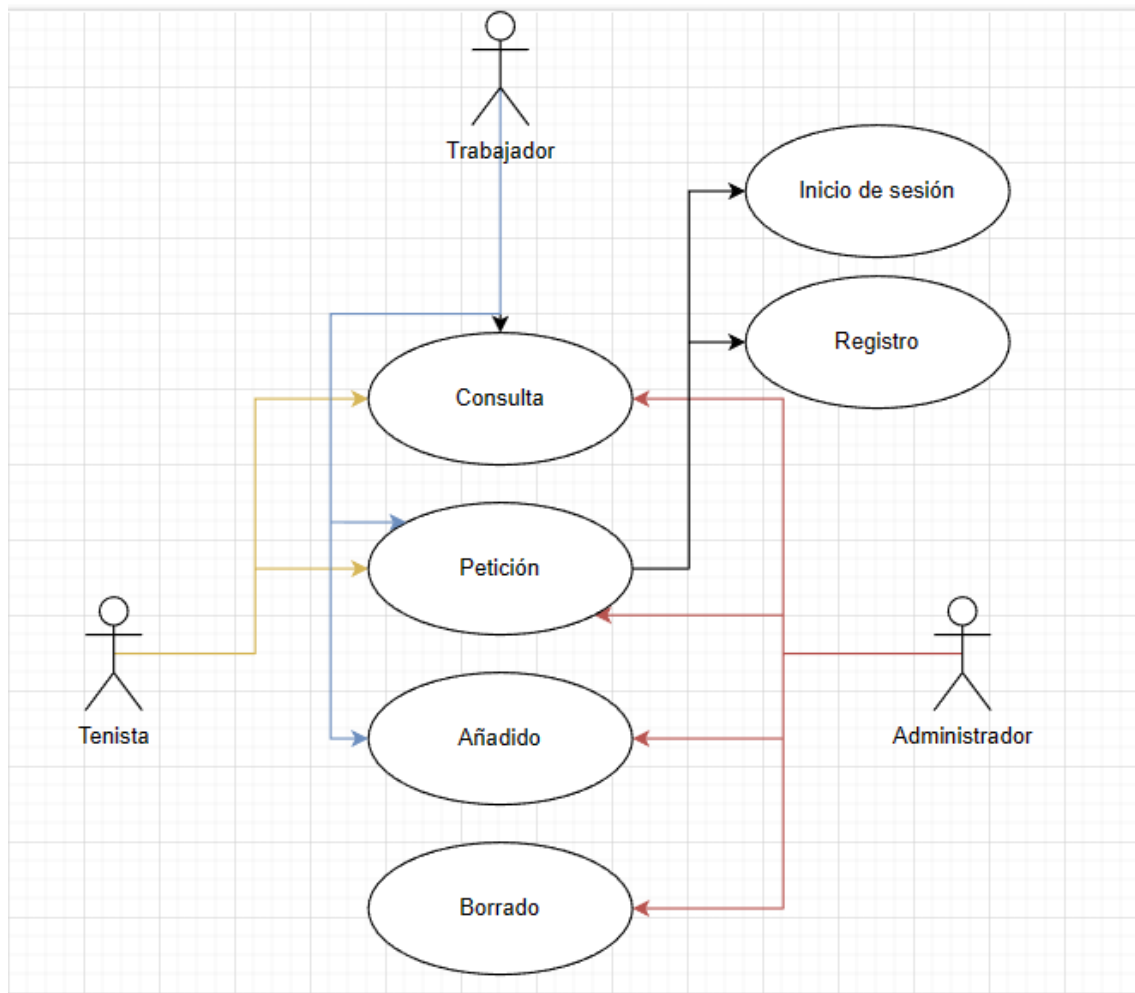 Trabajador
Inicio de sesión
Registro
Consulta
Petición
Tenista
Añadido
Administrador
Borrado